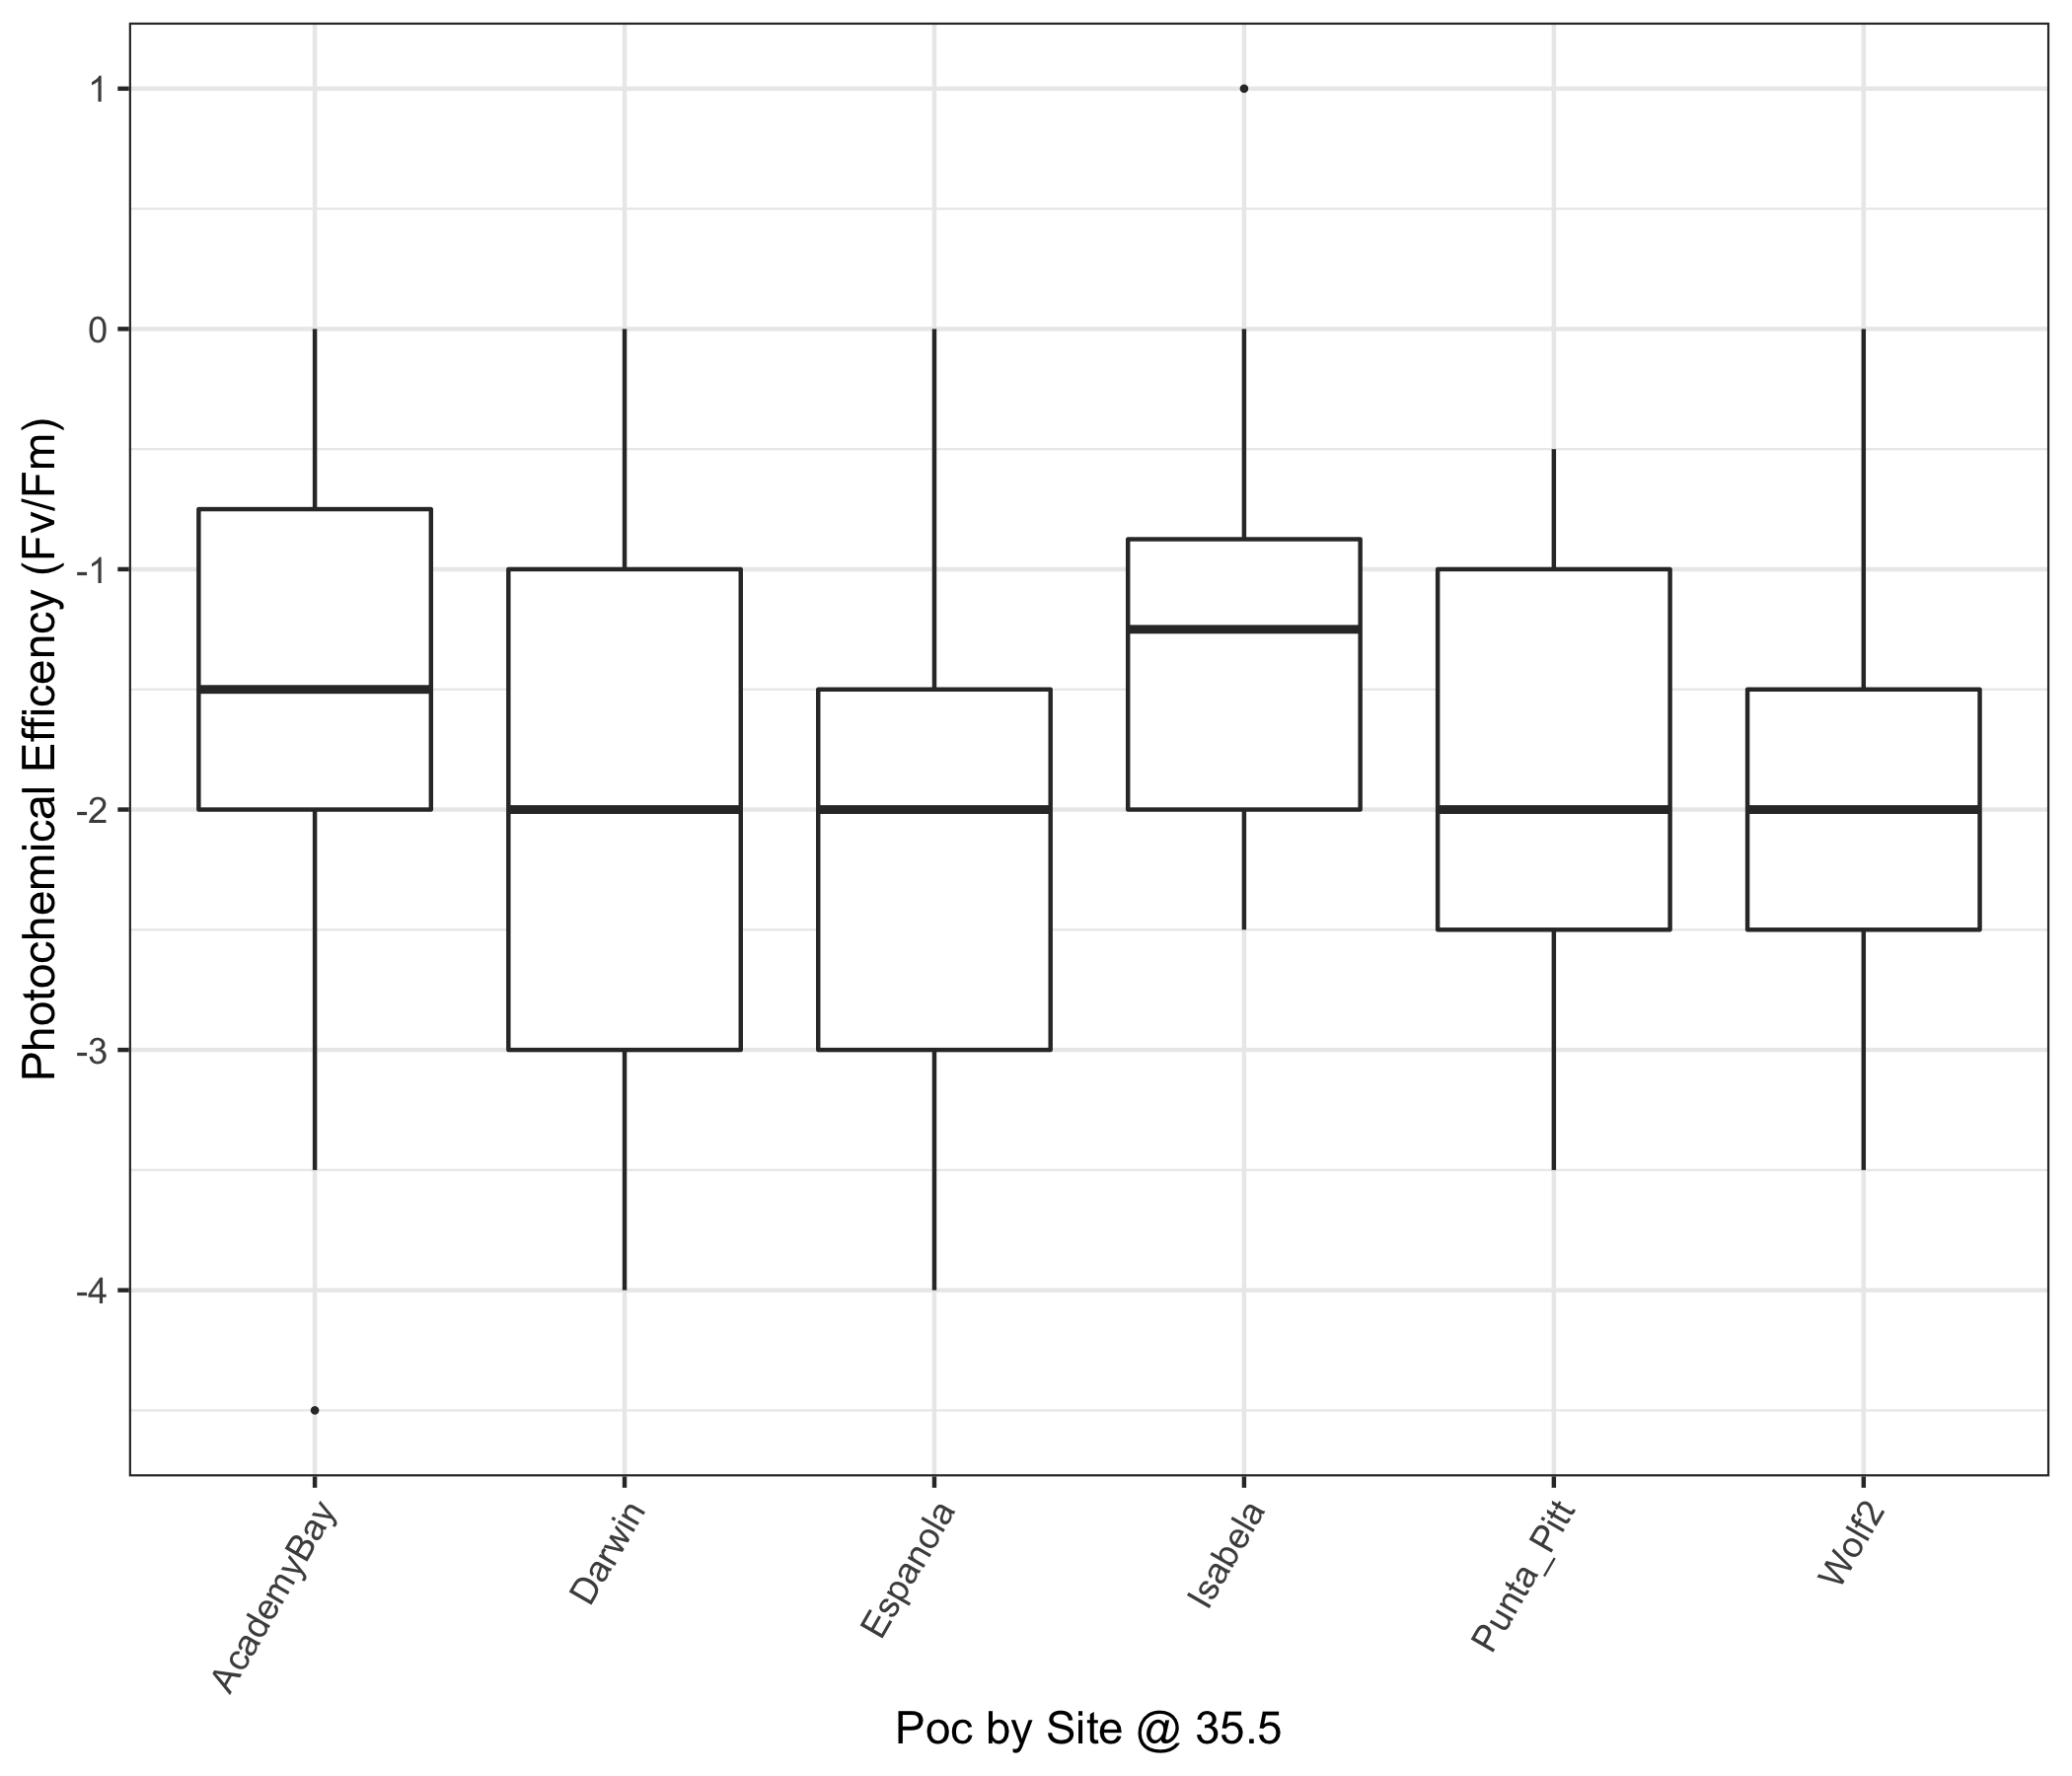 Photochemical Efficency (Fv/Fm)
1
0
-1
-2
-3
-4
AcademyBay
Darwin
Espanola
Isabela
Punta_Pitt
Wolf2
Poc by Site @ 35.5